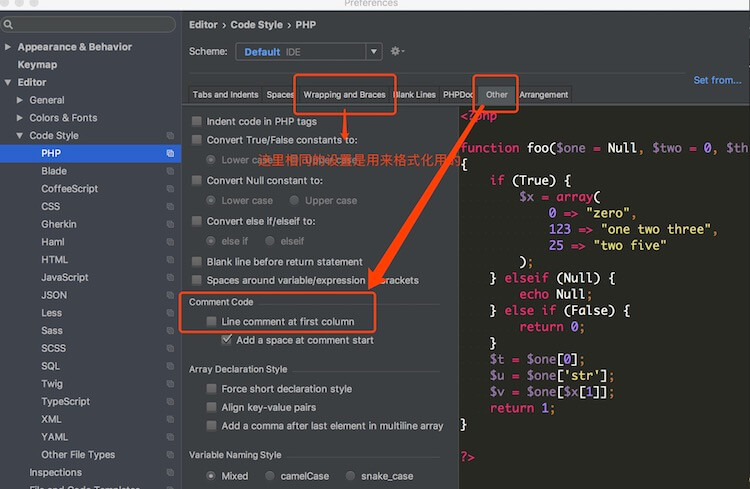 Preferences
Editor › Code Style › PHP
Scheme: Default IDE
Set from...
Appearance & Behavior
Keymap
Editor
General
Colors & Fonts
Code Style
PHP
Blade
CoffeeScript
CSS
Gherkin
Haml
HTML
JavaScript
JSON
Less
Sass
SCSS
SQL
Twig
TypeScript
XML
YAML
Other File Types
Inspections
File and Code Templates
Tabs and Indents Spaces Wrapping and Braces Blank Lines PHPDoc Other Arrangement
Indent code in PHP tags
Convert True/False constants to:
Lower case
这里相同的设置是用来格式化用的
Convert Null constant to:
Lower case Upper case
Convert else if/elseif to:
else if elseif
Blank line before return statement
Spaces around variable/expression brackets
Comment Code
Line comment at first column
Add a space at comment start
Array Declaration Style
Force short declaration style
Align key-value pairs
Add a comma after last element in multiline array
Variable Naming Style
Mixed camelCase snake_case
<?php
function foo($one = Null, $two = 0, $th
{
if (True) {
$x = array(
0 => "zero",
123 => "one two three",
25 => "two five"
);
} elseif (Null) {
echo Null;
} else if (False) {
return 0;
}
$t = $one[0];
$u = $one['str'];
$v = $one[$x[1]];
return 1;
}
?>